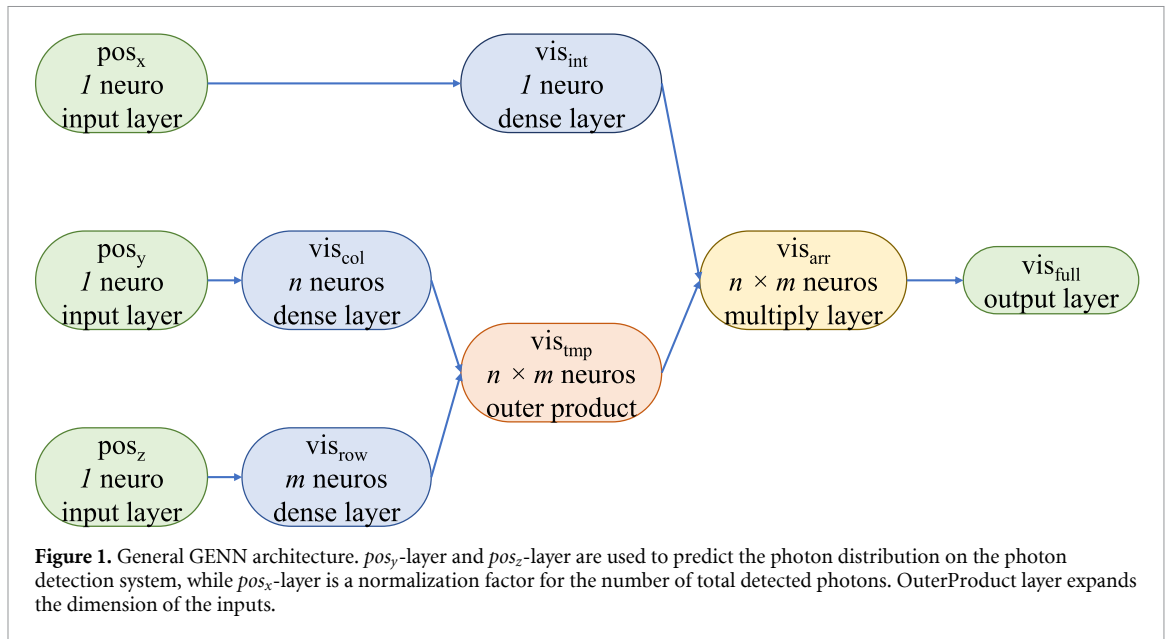 pos_x
1 neuro
input layer
vis_int
1 neuro
dense layer
pos_y
1 neuro
input layer
vis_col
n neuros
dense layer
vis_arr
n × m neuros
multiply layer
vis_full
output layer
vis_tmp
n × m neuros
outer product
pos_z
1 neuro
input layer
vis_row
m neuros
dense layer
Figure 1. General GENN architecture. pos_y-layer and pos_z-layer are used to predict the photon distribution on the photon
detection system, while pos_x-layer is a normalization factor for the number of total detected photons. OuterProduct layer expands
the dimension of the inputs.